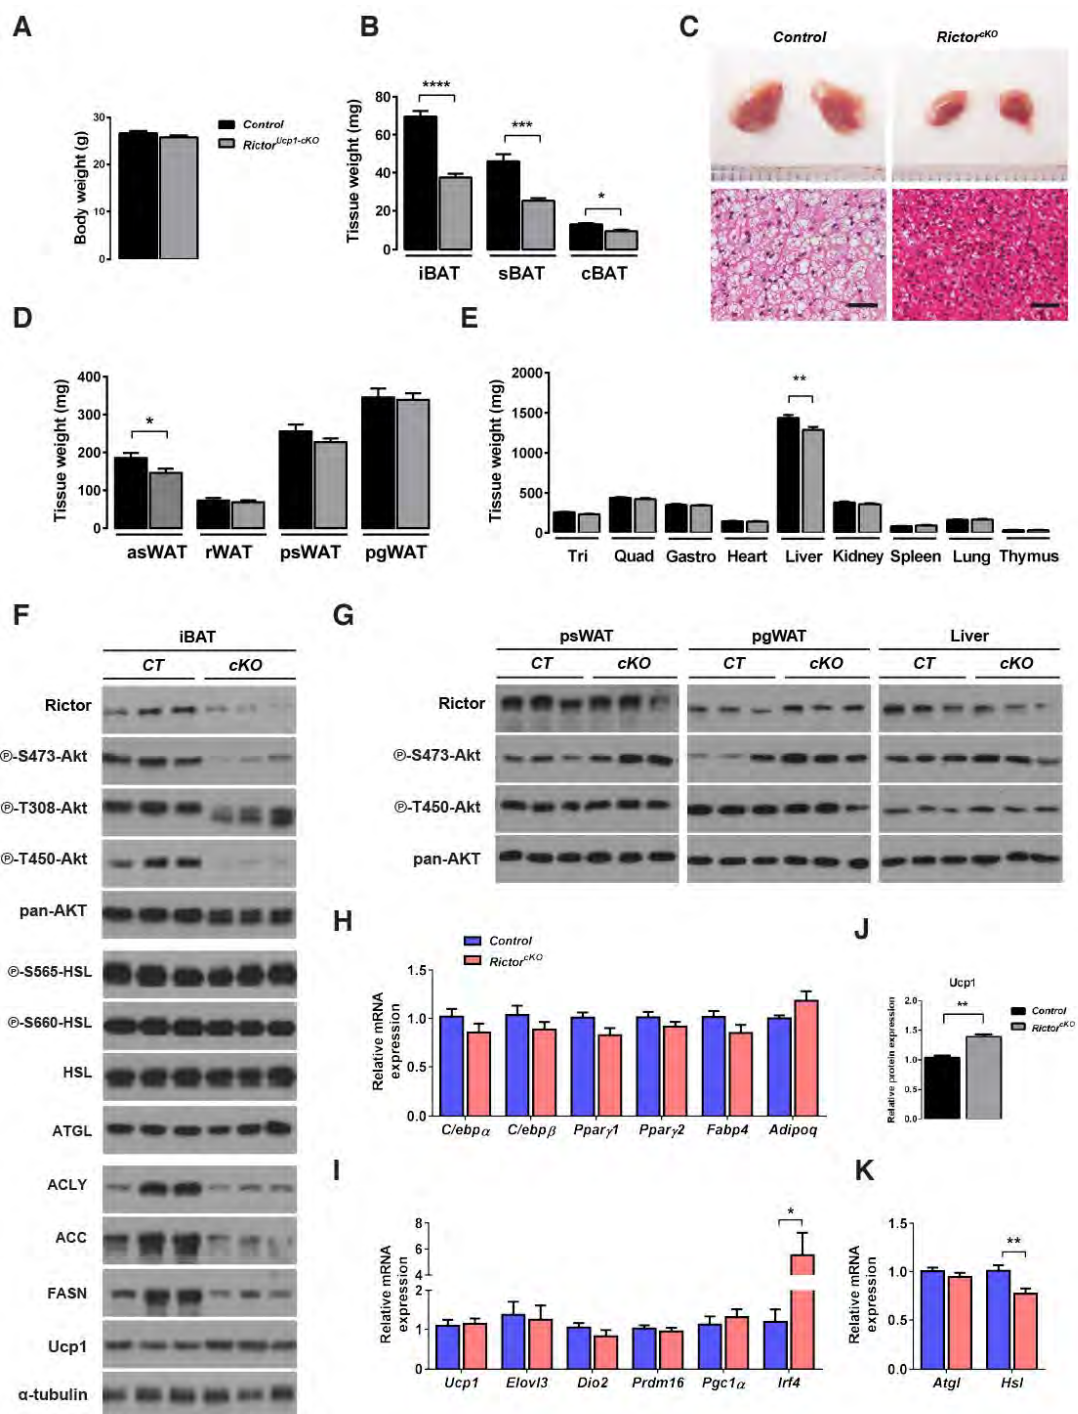 A
Body weight (g)
30
20
10
0
Control
Rictor^Ucp1-cKO
B
Tissue weight (mg)
80
60
40
20
0
****
***
*
iBAT sBAT cBAT
C
Control Rictor^cKO
D
Tissue weight (mg)
400
300
200
100
0
*
asWAT rWAT psWAT pgWAT
E
Tissue weight (mg)
2000
1500
1000
500
0
**
Tri Quad Gastro Heart Liver Kidney Spleen Lung Thymus
F
iBAT
CT cKO
Rictor
Ⓟ-S473-Akt
Ⓟ-T308-Akt
Ⓟ-T450-Akt
pan-AKT
Ⓟ-S565-HSL
Ⓟ-S660-HSL
HSL
ATGL
ACLY
ACC
FASN
Ucp1
α-tubulin
G
psWAT pgWAT Liver
CT cKO CT cKO CT cKO
Rictor
Ⓟ-S473-Akt
Ⓟ-T450-Akt
pan-AKT
H
Control
Rictor^cKO
Relative mRNA
expression
1.5
1.0
0.5
0.0
C/ebpα C/ebpβ Pparγ1 Pparγ2 Fabp4 Adipoq
J
Ucp1
Relative protein expression
2.0
1.5
1.0
0.5
0.0
**
Control
Rictor^cKO
I
Relative mRNA
expression
8
6
4
2
1
0
*
Ucp1 Elovl3 Dio2 Prdm16 Pgc1α Irf4
K
Relative mRNA
expression
1.5
1.0
0.5
0.0
**
Atgl Hsl